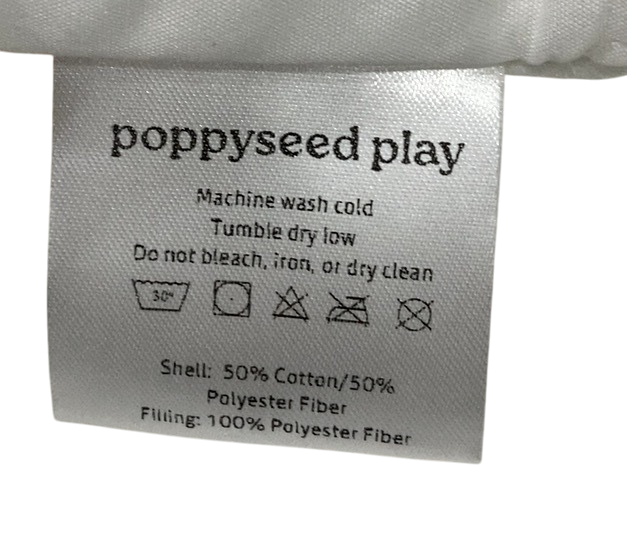 poppyseed play
Machine wash cold
Tumble dry low
Do not bleach, iron, or dry clean
30°
Shell: 50% Cotton/50%
Polyester Fiber
Filling: 100% Polyester Fiber